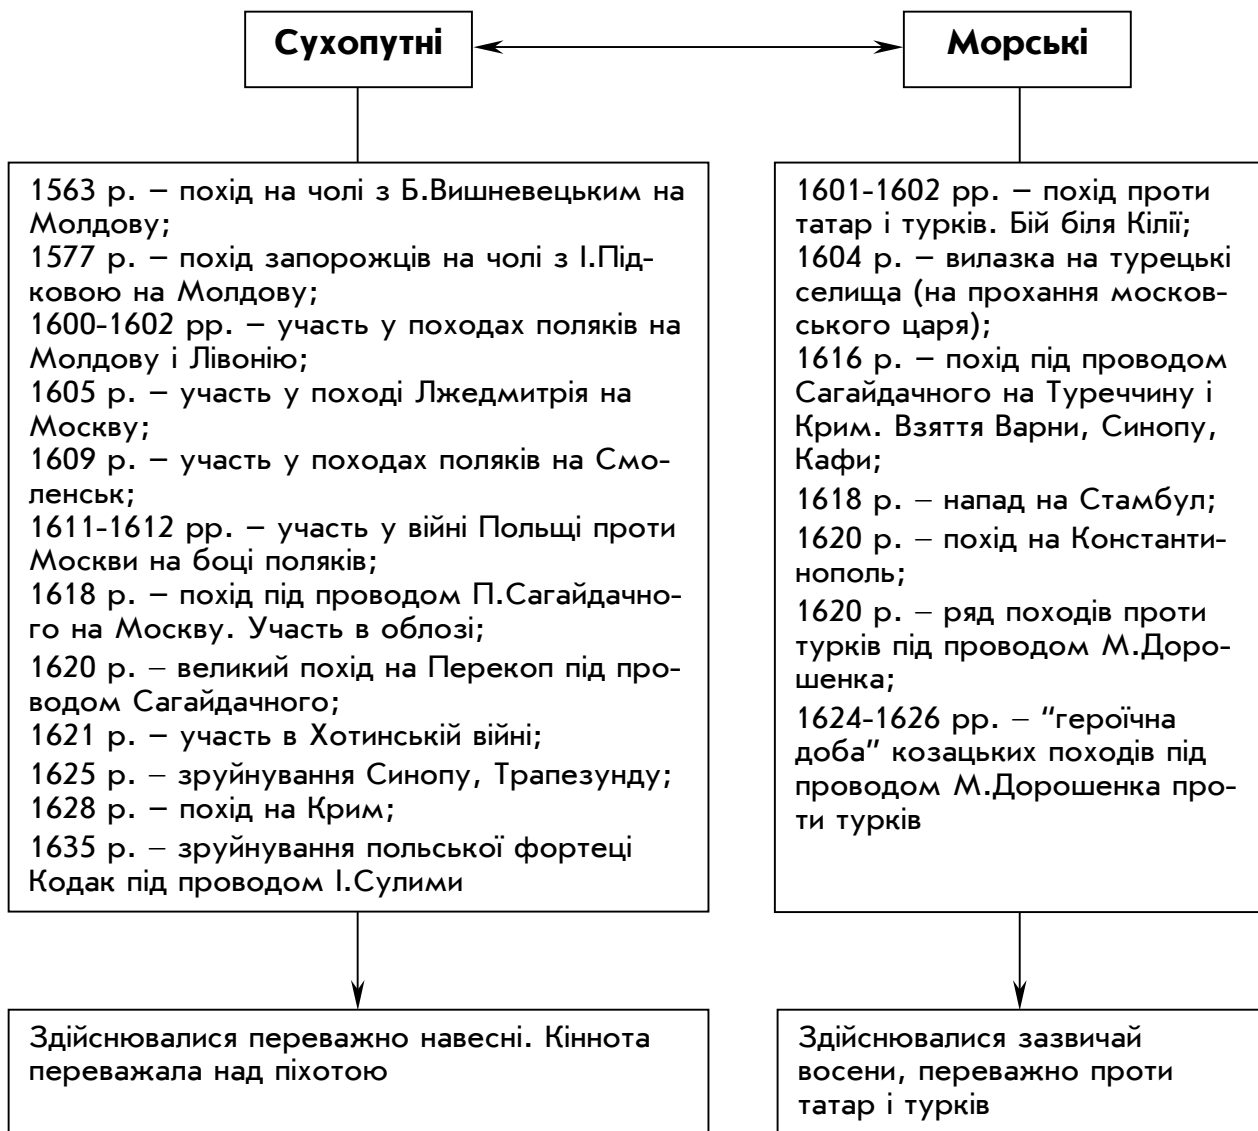 Сухопутні
Морські
1563 р. – похід на чолі з Б.Вишневецьким на
Молдову;
1577 р. – похід запорожців на чолі з І.Під-
ковою на Молдову;
1600-1602 рр. – участь у походах поляків на
Молдову і Лівонію;
1605 р. – участь у поході Лжедмитрія на
Москву;
1609 р. – участь у походах поляків на Смо-
ленськ;
1611-1612 рр. – участь у війні Польщі проти
Москви на боці поляків;
1618 р. – похід під проводом П.Сагайдачно-
го на Москву. Участь в облозі;
1620 р. – великий похід на Перекоп під про-
водом Сагайдачного;
1621 р. – участь в Хотинській війні;
1625 р. – зруйнування Синопу, Трапезунду;
1628 р. – похід на Крим;
1635 р. – зруйнування польської фортеці
Кодак під проводом І.Сулими
1601-1602 рр. – похід проти
татар і турків. Бій біля Кілії;
1604 р. – вилазка на турецькі
селища (на прохання москов-
ського царя);
1616 р. – похід під проводом
Сагайдачного на Туреччину і
Крим. Взяття Варни, Синопу,
Кафи;
1618 р. – напад на Стамбул;
1620 р. – похід на Константи-
нополь;
1620 р. – ряд походів проти
турків під проводом М.Доро-
шенка;
1624-1626 рр. – “героїчна
доба” козацьких походів під
проводом М.Дорошенка про-
ти турків
Здійснювалися переважно навесні. Кіннота
переважала над піхотою
Здійснювалися зазвичай
восени, переважно проти
татар і турків